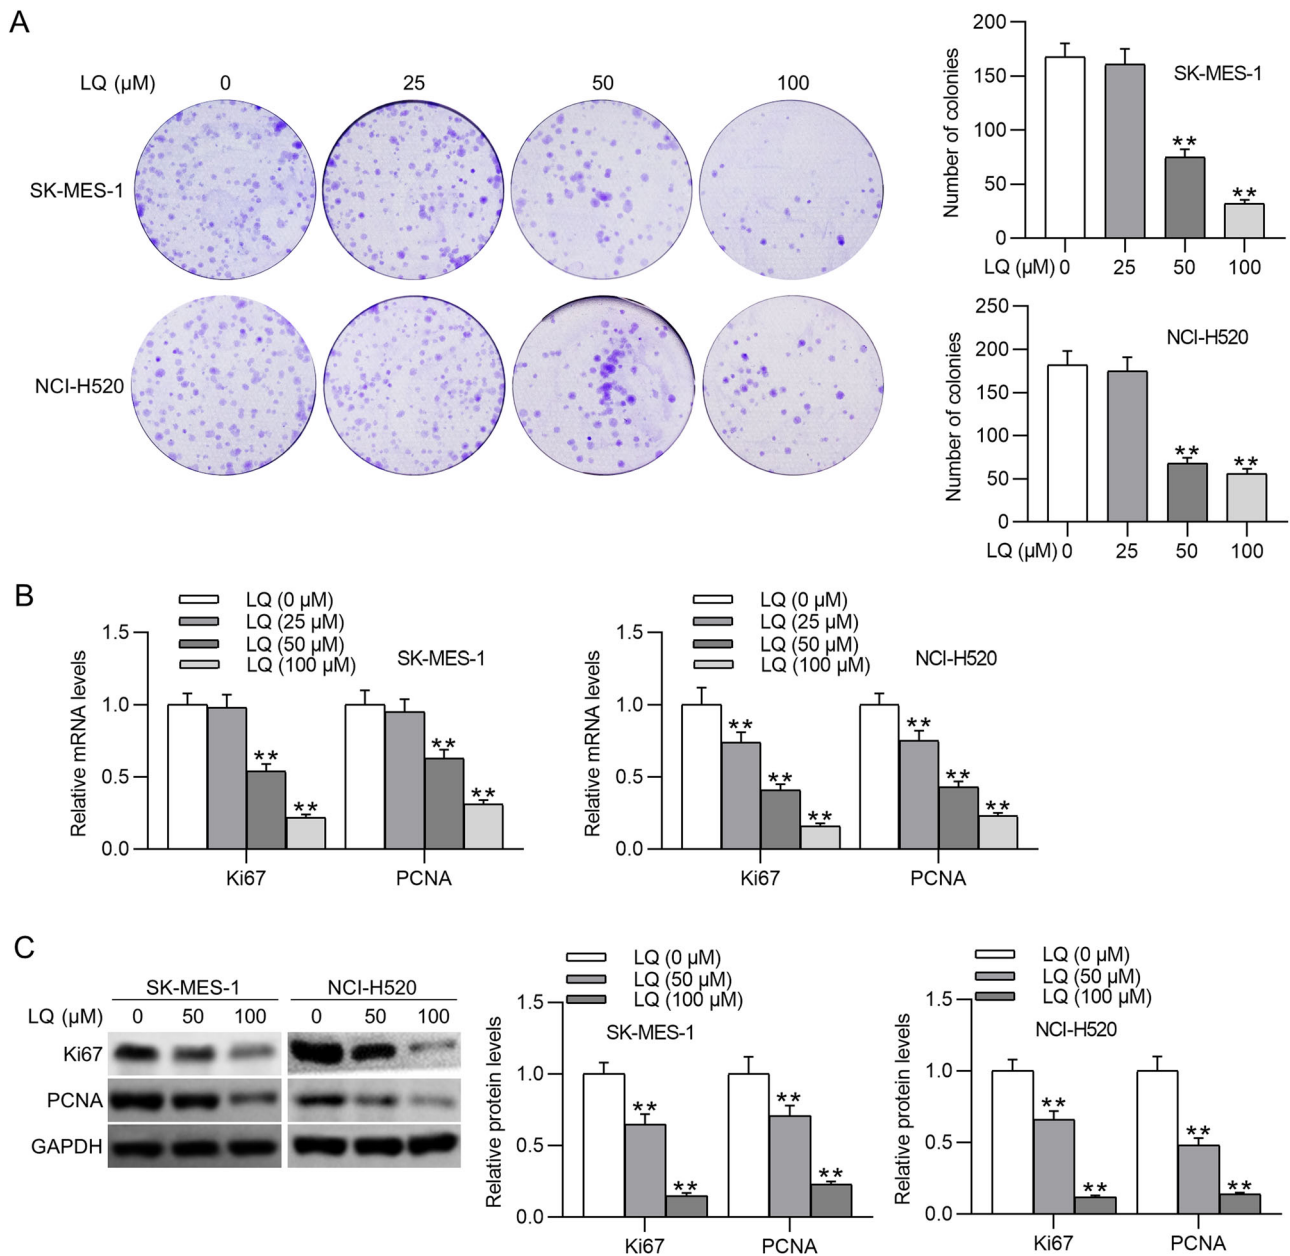 A
LQ (μM) 0 25 50 100
SK-MES-1
NCI-H520
200
150
100
50
0
Number of colonies
SK-MES-1
**
**
LQ (μM) 0 25 50 100
250
200
150
100
50
0
Number of colonies
NCI-H520
** **
LQ (μM) 0 25 50 100
B
LQ (0 μM)
LQ (25 μM)
LQ (50 μM)
LQ (100 μM)
SK-MES-1
1.5
1.0
0.5
0.0
Relative mRNA levels
**
**
**
**
Ki67 PCNA
LQ (0 μM)
LQ (25 μM)
LQ (50 μM)
LQ (100 μM)
NCI-H520
1.5
1.0
0.5
0.0
Relative mRNA levels
**
**
**
**
**
**
Ki67 PCNA
C
SK-MES-1 NCI-H520
LQ (μM) 0 50 100 0 50 100
Ki67
PCNA
GAPDH
LQ (0 μM)
LQ (50 μM)
LQ (100 μM)
SK-MES-1
1.5
1.0
0.5
0.0
Relative protein levels
**
**
**
**
Ki67 PCNA
LQ (0 μM)
LQ (50 μM)
LQ (100 μM)
NCI-H520
1.5
1.0
0.5
0.0
Relative protein levels
**
**
**
**
Ki67 PCNA